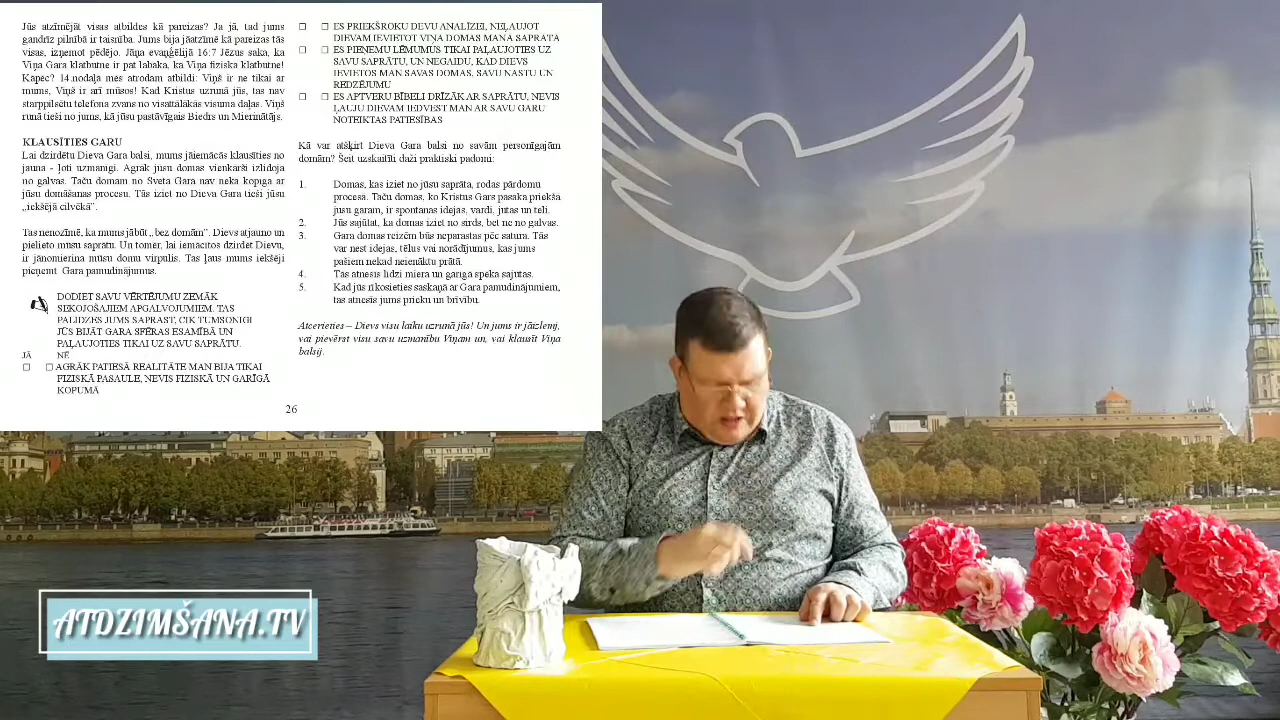 Jūs atzīmējāt visas atbildes kā pareizas? Ja jā, tad jums
gandrīz pilnībā ir taisnība. Jums bija jāatzīmē kā pareizas tās
visas, izņemot pēdējo. Jāņa evaņģēlijā 16:7 Jēzus saka, ka
Viņa Gara klātbūtne ir pat labāka, kā Viņa fiziska klātbūtne!
Kāpēc? 14.nodaļā mēs atrodam atbildi: Viņš ir ne tikai ar
mums, Viņš ir arī mūsos! Kad Kristus uzrunā jūs, tas nav
starppilsētu telefona zvans no vistālākās visuma daļas. Viņš
runā tieši no jums, kā jūsu pastāvīgais Biedrs un Mierinātājs.
KLAUSĪTIES GARU
Lai dzirdētu Dieva Gara balsi, mums jāiemācās klausīties no
jauna - ļoti uzmanīgi. Agrāk jūsu domas vienkārši izlidoja
no galvas. Taču domām no Svētā Gara nav nekā kopīga ar
jūsu domāšanas procesu. Tās iziet no Dieva Gara tieši jūsu
„iekšējā cilvēkā”.
Tas nenozīmē, ka mums jābūt „bez domām”. Dievs atjauno un
pielieto mūsu saprātu. Un tomēr, lai iemācītos dzirdēt Dievu,
ir jānomierina mūsu domu virpulis. Tas ļaus mums iekšēji
pieņemt Gara pamudinājumus.
DODIET SAVU VĒRTĒJUMU ZEMĀK
SEKOJOŠAJIEM APGALVOJUMIEM. TAS
PALĪDZĒS JUMS SAPRAST, CIK TUMSONĪGI
JŪS BIJĀT GARA SFĒRAS ESAMĪBĀ UN
PAĻAUJOTIES TIKAI UZ SAVU SAPRĀTU.
JĀ NĒ
☐ ☐ AGRĀK PATIESĀ REALITĀTE MAN BIJA TIKAI
FIZISKĀ PASAULE, NEVIS FIZISKĀ UN GARĪGĀ
KOPUMĀ
☐ ☐ ES PRIEKŠROKU DEVU ANALĪZEI, NEĻAUJOT
DIEVAM IEVIETOT VIŅA DOMAS MANĀ SAPRĀTĀ
☐ ☐ ES PIEŅEMU LĒMUMUS TIKAI PAĻAUJOTIES UZ
SAVU SAPRĀTU, UN NEGAIDU, KAD DIEVS
IEVIETOS MAN SAVAS DOMAS, SAVU NASTU UN
REDZĒJUMU
☐ ☐ ES APTVERU BĪBELI DRĪZĀK AR SAPRĀTU, NEVIS
ĻAUJU DIEVAM IEDVEST MAN AR SAVU GARU
NOTEIKTAS PATIESĪBAS
Kā var atšķirt Dieva Gara balsi no savām personīgajām
domām? Šeit uzskaitīti daži praktiski padomi:
1. Domas, kas iziet no jūsu saprāta, rodas pārdomu
procesā. Taču domas, ko Kristus Gars pasaka priekšā
jūsu garam, ir spontānas idejas, vārdi, jūtas un tēli.
2. Jūs sajūtat, ka domas iziet no sirds, bet ne no galvas.
3. Gara domas reizēm būs neparastas pēc satura. Tās
var nest idejas, tēlus vai norādījumus, kas jums
pašiem nekad neienāktu prātā.
4. Tas atnesīs līdzi miera un garīga spēka sajūtas.
5. Kad jūs rīkosieties saskaņā ar Gara pamudinājumiem,
tas atnesīs jums prieku un brīvību.
Atcerieties – Dievs visu laiku uzrunā jūs! Un jums ir jāizlemj,
vai pievērst visu savu uzmanību Viņam un, vai klausīt Viņa
balsij.
26
ATDZIMŠANA.TV